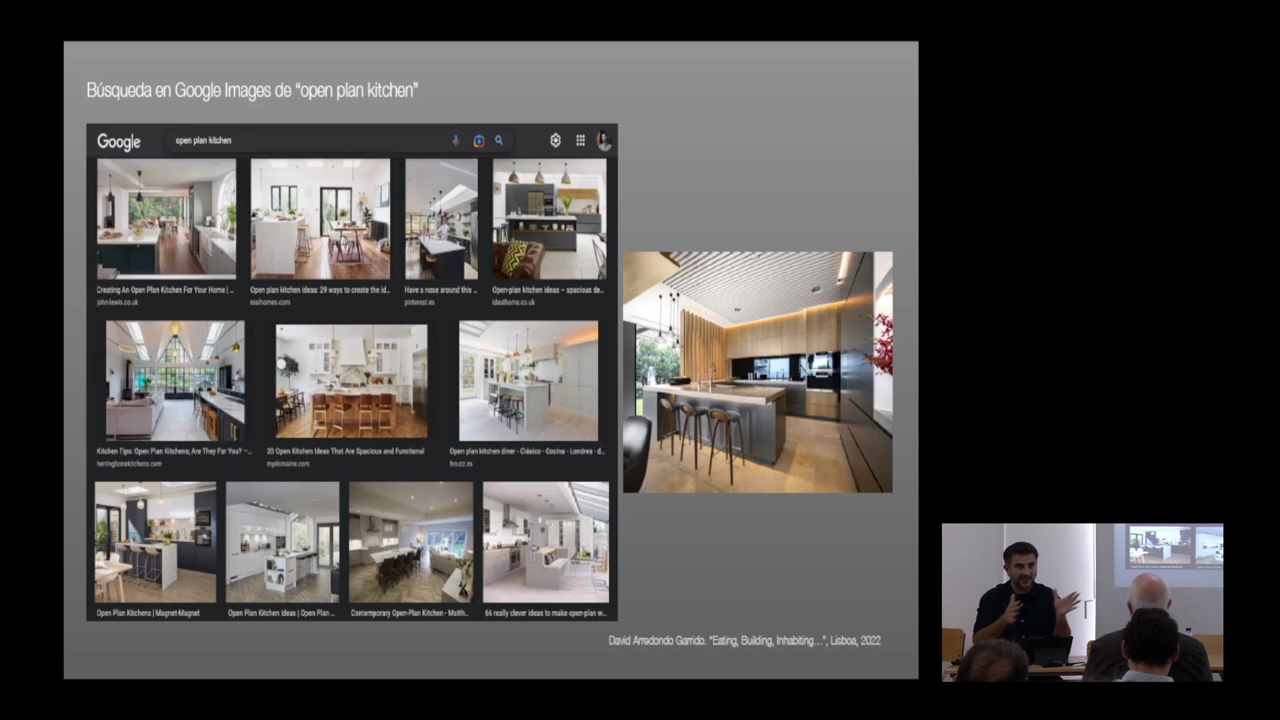 Búsqueda en Google Images de “open plan kitchen”
Google
open plan kitchen
Creating An Open Plan Kitchen For Your Home | ...
john-lewis.co.uk
Open plan kitchen ideas: 29 ways to create the id...
realhomes.com
Have a nose around this ...
pinterest.es
Open-plan kitchen ideas – spacious de...
idealhome.co.uk
Kitchen Tips: Open Plan Kitchens; Are They For You? –...
herringbonekitchens.com
20 Open Kitchen Ideas That Are Spacious and Functional
mydomaine.com
Open plan kitchen diner - Clásico - Cocina - Londres - d...
houzz.es
Open Plan Kitchens | Magnet-Magnet
Open Plan Kitchen Ideas | Open Plan ...
Contemporary Open-Plan Kitchen - Matth...
66 really clever ideas to make open-plan w...
David Arredondo Garrido. “Eating, Building, Inhabiting...”, Lisboa, 2022